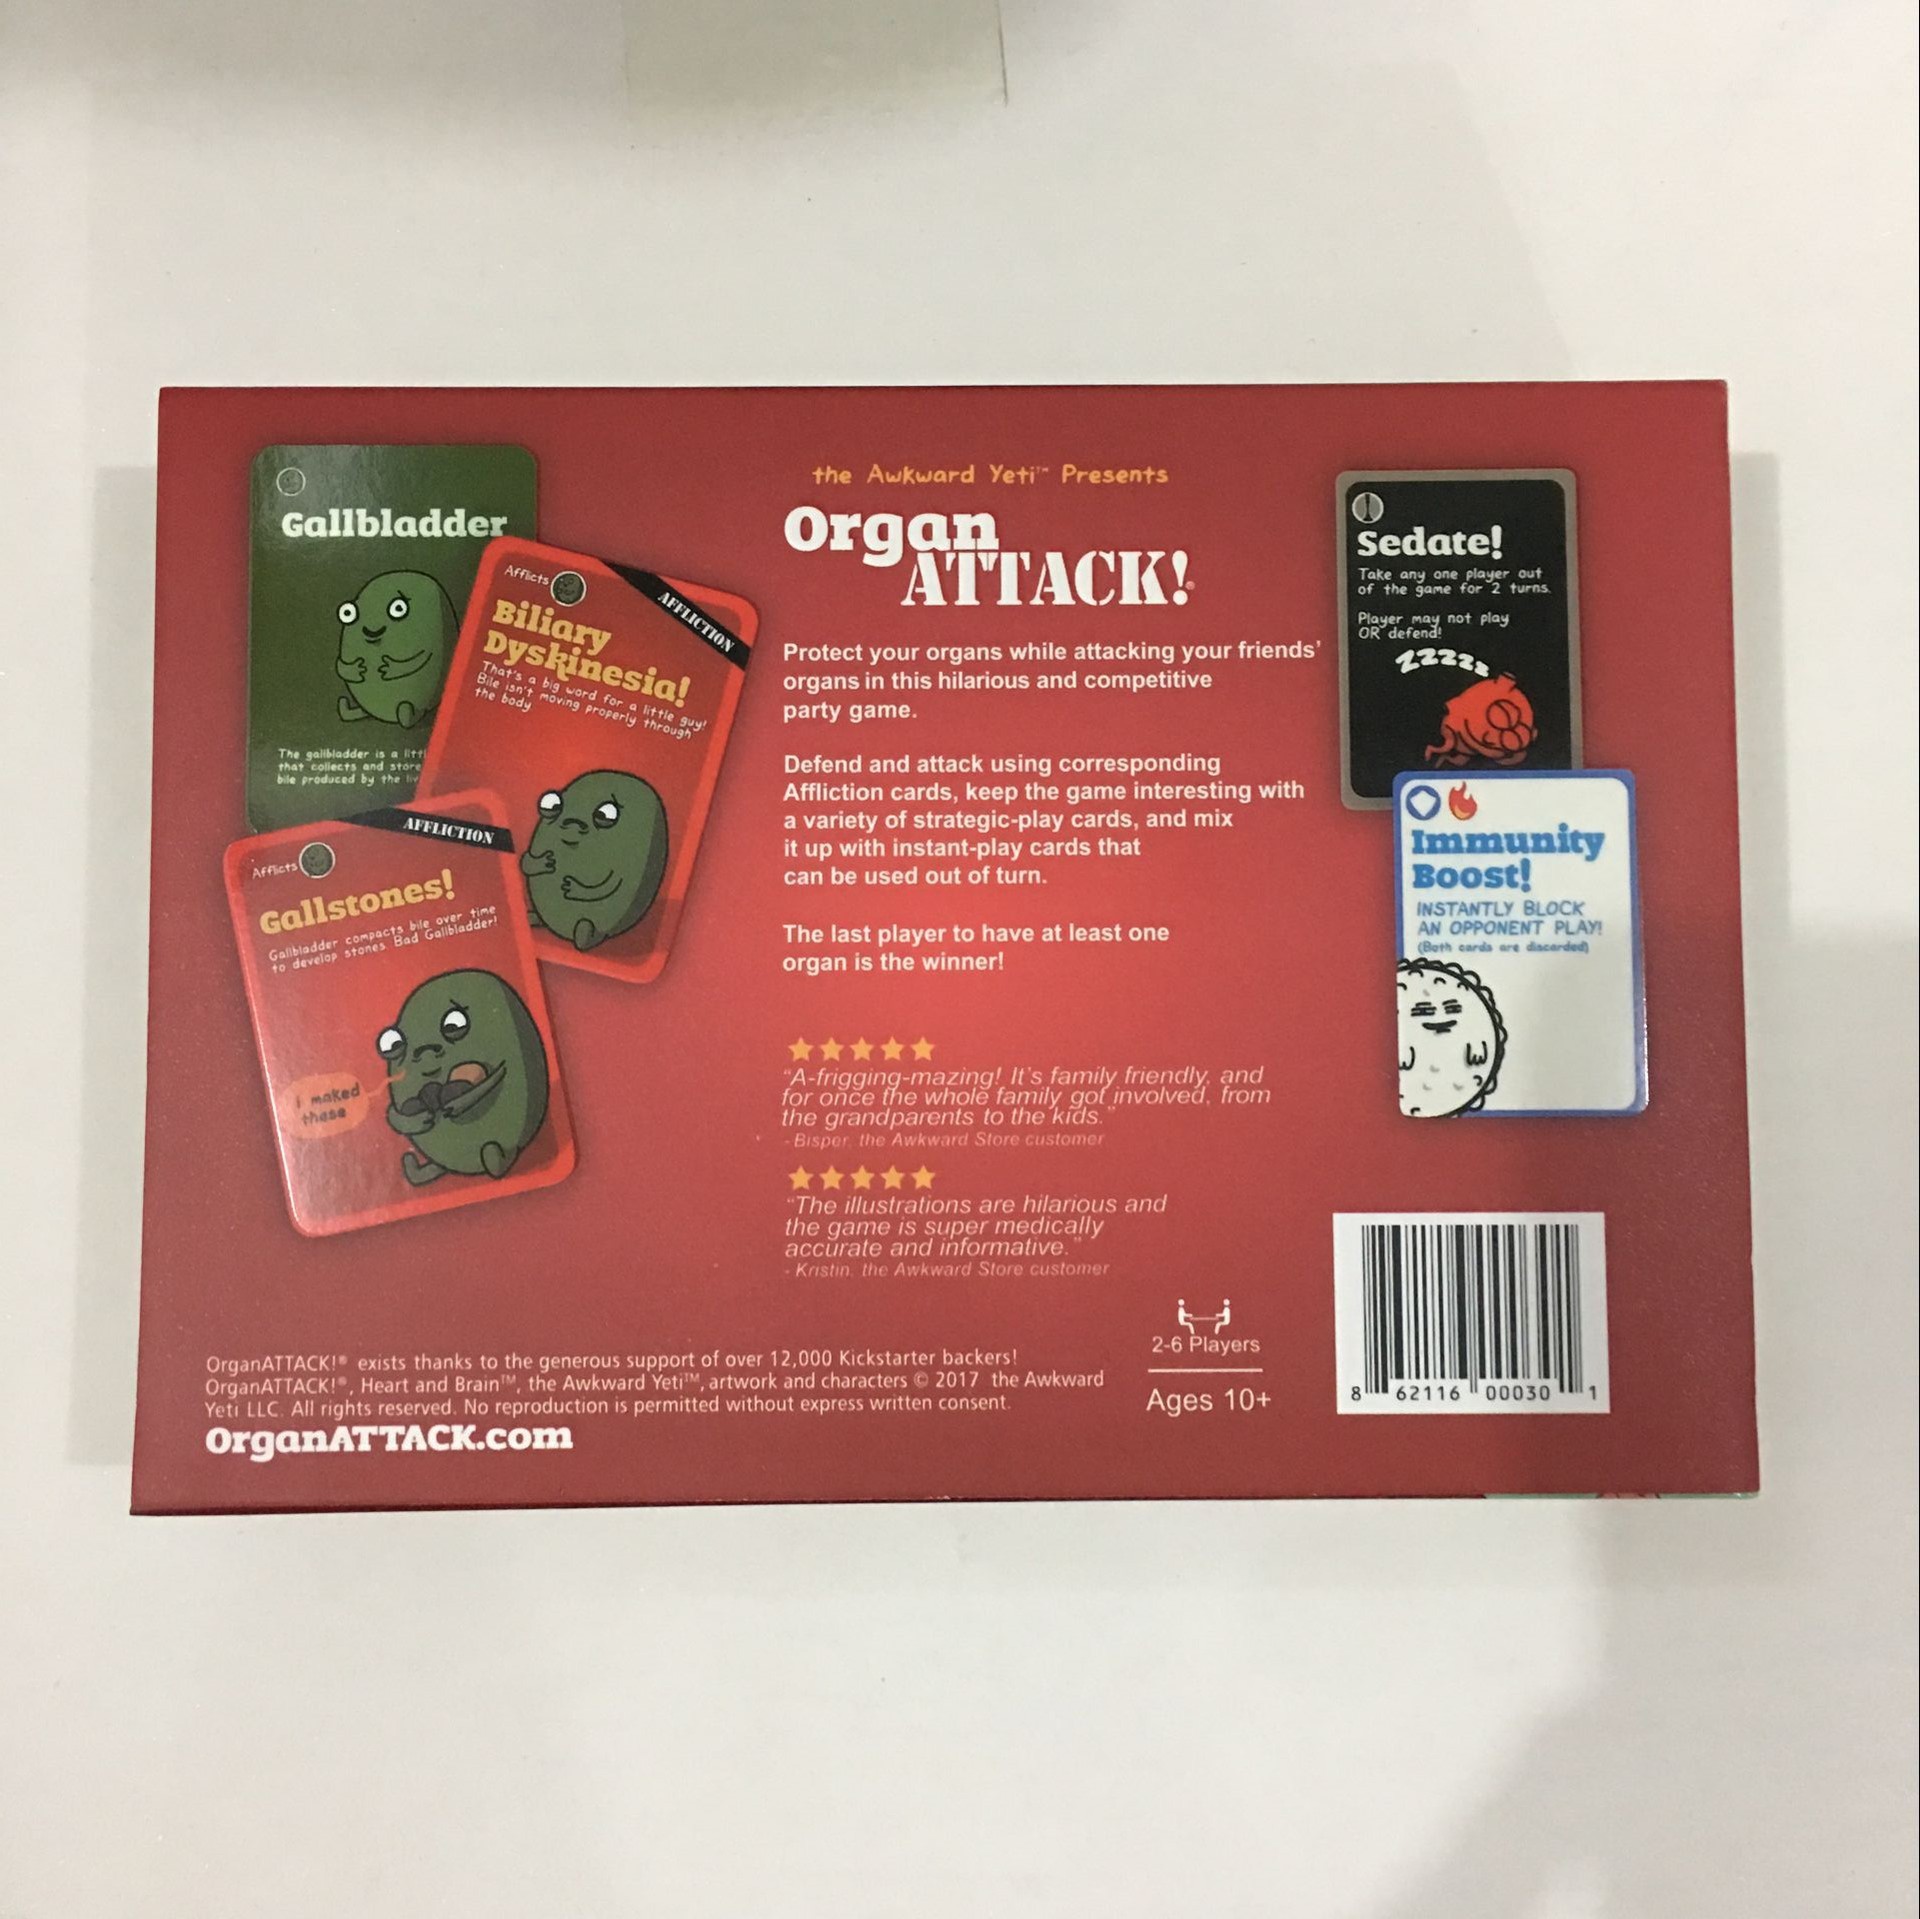 Gallbladder
The gallbladder is a
that collects and
bile produced by the
Afflicts
AFFLICTION
Biliary
Dyskinesia!
That's a big word for a little guy!
Bile isn't moving properly through
the body
AFFLICTION
Afflicts
Gallstones!
Gallbladder compacts bile over time
to develop stones. Bad Gallbladder!
i maked
these
the Awkward Yeti™ Presents
Organ
ATTACK!®
Protect your organs while attacking your friends'
organs in this hilarious and competitive
party game.
Defend and attack using corresponding
Affliction cards, keep the game interesting with
a variety of strategic-play cards, and mix
it up with instant-play cards that
can be used out of turn.
The last player to have at least one
organ is the winner!
"A-frigging-mazing! It's family friendly, and
for once the whole family got involved, from
the grandparents to the kids."
- Bisper, the Awkward Store customer
"The illustrations are hilarious and
the game is super medically
accurate and informative."
- Kristin, the Awkward Store customer
Sedate!
Take any one player out
of the game for 2 turns.
Player may not play
OR defend!
ZZZZZ
Immunity
Boost!
INSTANTLY BLOCK
AN OPPONENT PLAY!
(Both cards are discarded)
2-6 Players
Ages 10+
8 62116 00030 1
OrganATTACK!® exists thanks to the generous support of over 12,000 Kickstarter backers!
OrganATTACK!®, Heart and Brain™, the Awkward Yeti™, artwork and characters © 2017 the Awkward
Yeti LLC. All rights reserved. No reproduction is permitted without express written consent.
OrganATTACK.com